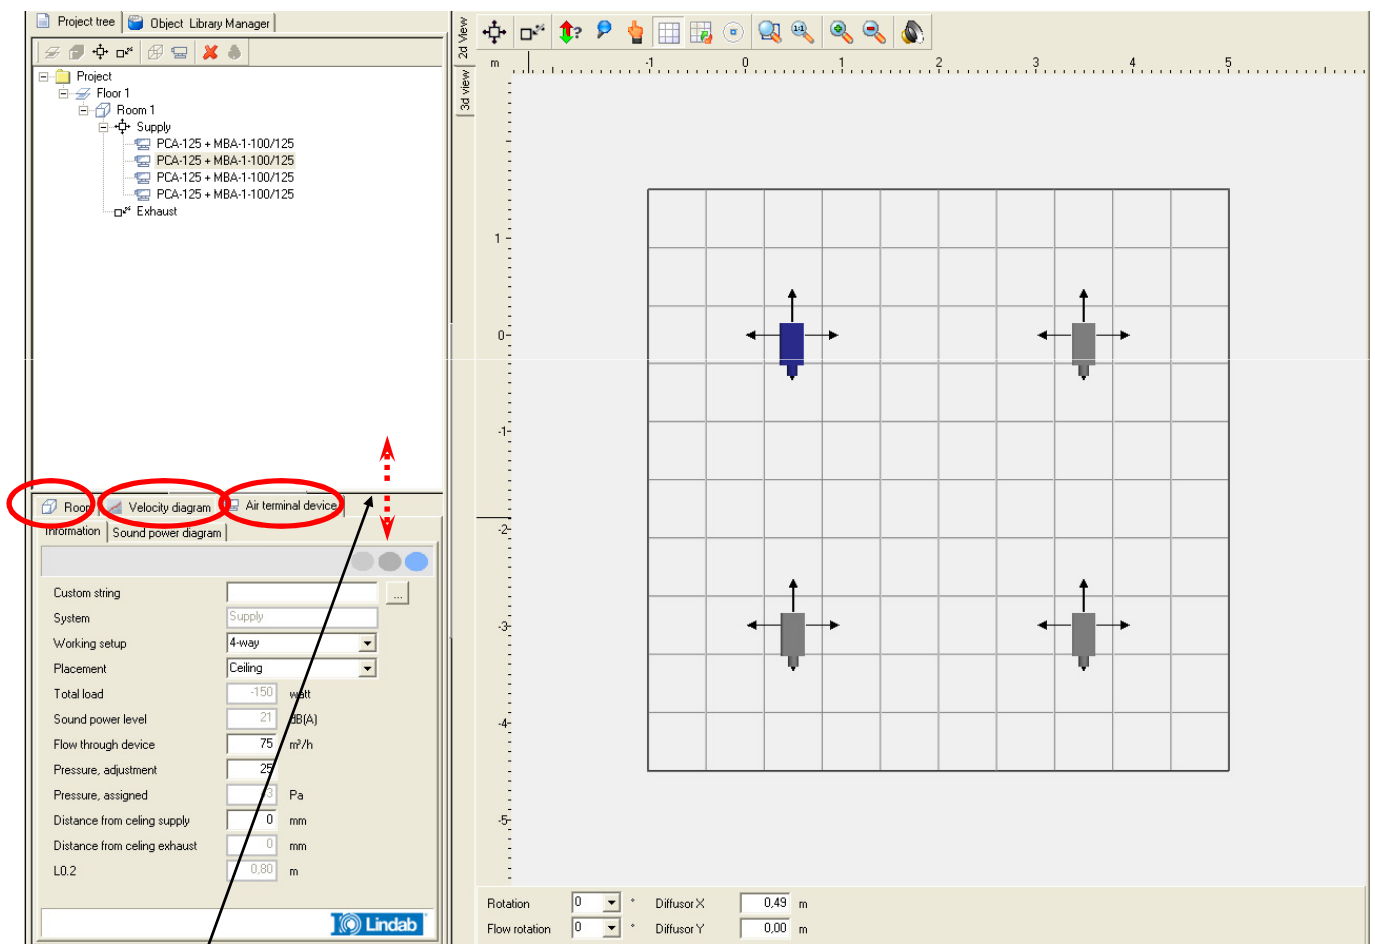 Project tree
Object Library Manager
Project
Floor 1
Room 1
Supply
PCA-125 + MBA-1-100/125
PCA-125 + MBA-1-100/125
PCA-125 + MBA-1-100/125
PCA-125 + MBA-1-100/125
Exhaust
Room
Velocity diagram
Air terminal device
Information
Sound power diagram
Custom string
...
System
Supply
Working setup
4-way
Placement
Ceiling
Total load
-150
watt
Sound power level
21
dB(A)
Flow through device
75
m³/h
Pressure, adjustment
25
Pressure, assigned
Pa
Distance from celing supply
0
mm
Distance from celing exhaust
0
mm
L0.2
0,80
m
Lindab
2d View
3d view
1:1
m
-1
0
1
2
3
4
5
1
0
-1
-2
-3
-4
-5
Rotation
0
°
Diffusor X
0,49
m
Flow rotation
0
°
Diffusor Y
0,00
m